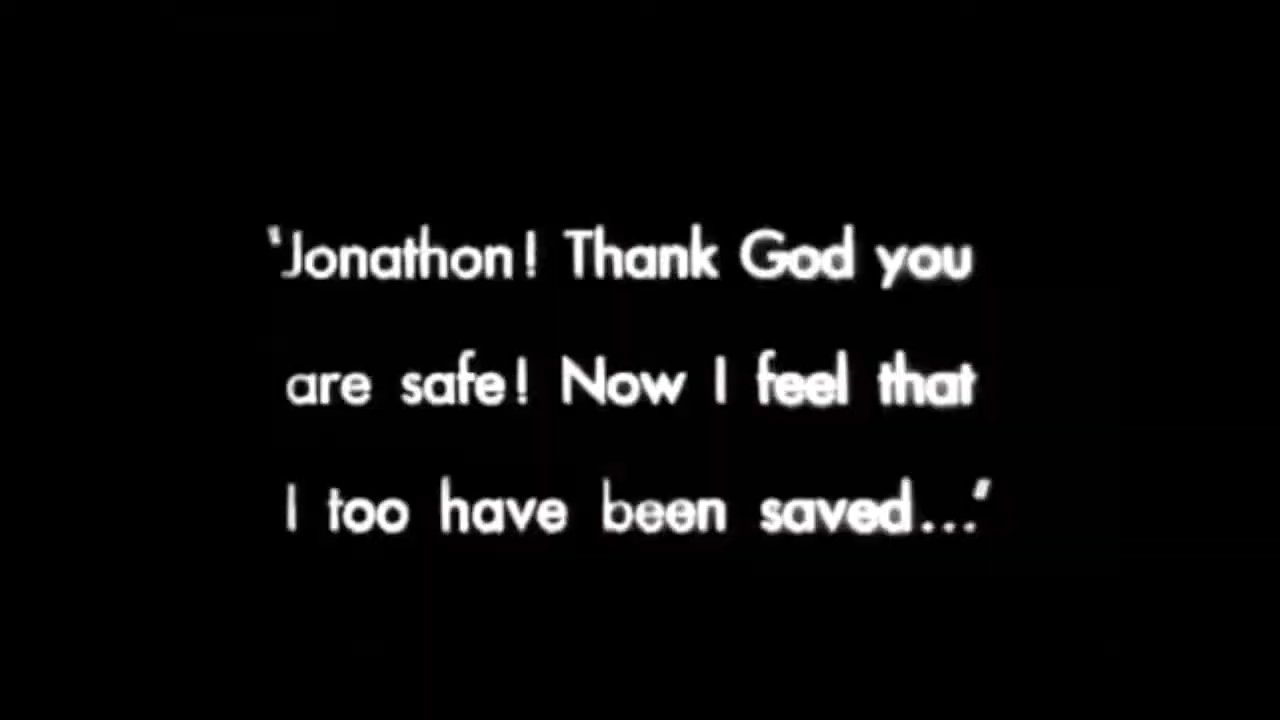 ‘Jonathon! Thank God you
are safe! Now I feel that
I too have been saved...’